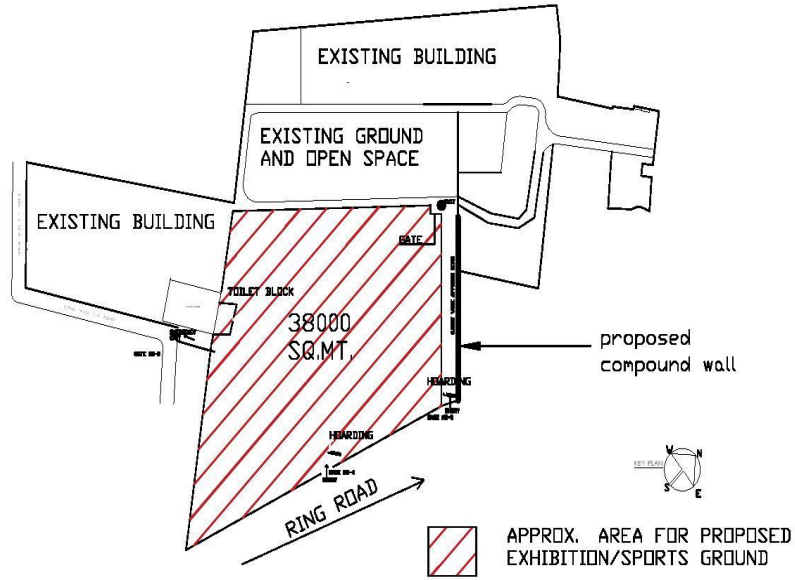 EXISTING BUILDING
EXISTING GROUND
AND OPEN SPACE
EXISTING BUILDING
GATE
TOILET BLOCK
38000
SQ.MT.
proposed
compound wall
HOARDING
HOARDING
RING ROAD
KEY PLAN
W N
S E
APPROX. AREA FOR PROPOSED
EXHIBITION/SPORTS GROUND